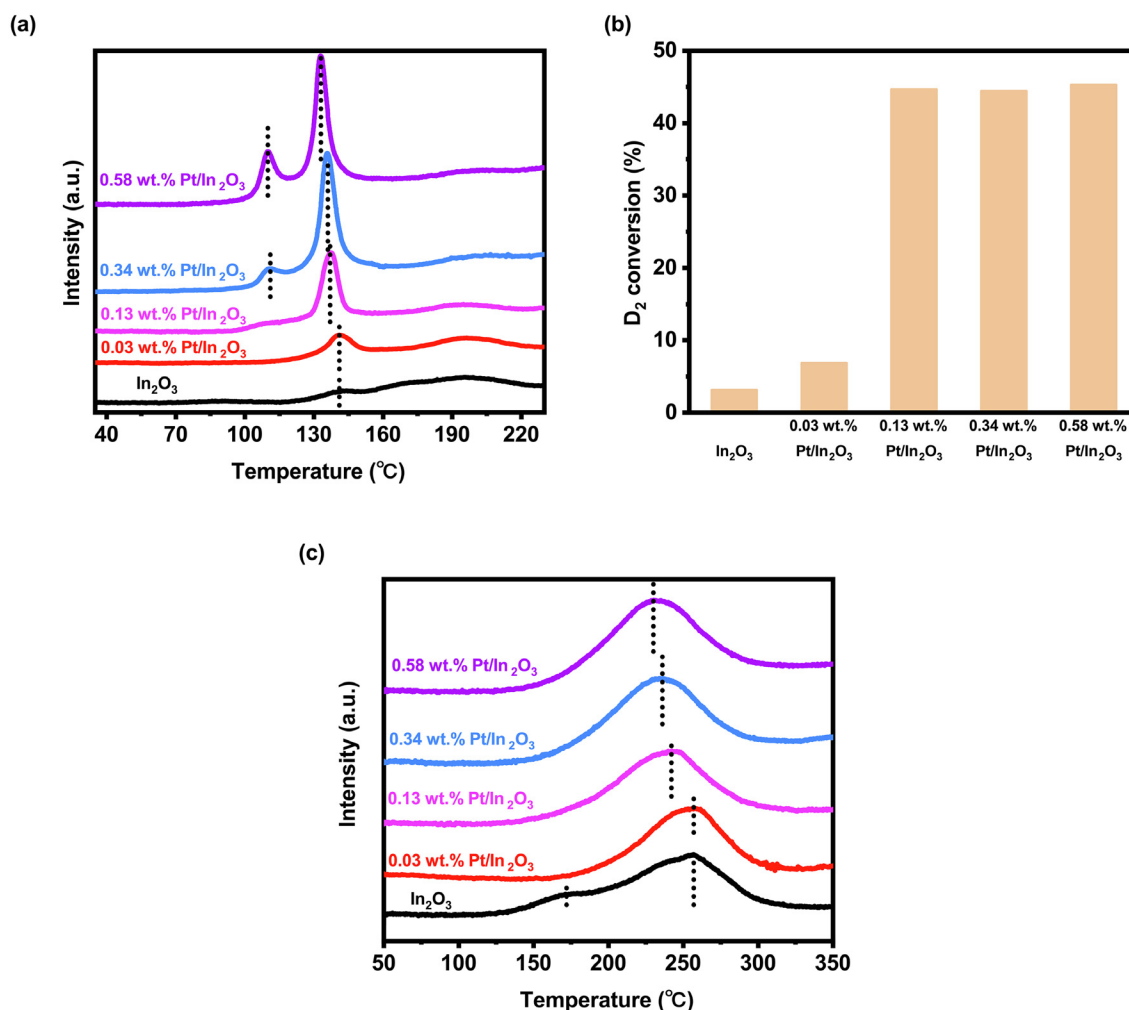 (a)
Intensity (a.u.)
0.58 wt.% Pt/In₂O₃
0.34 wt.% Pt/In₂O₃
0.13 wt.% Pt/In₂O₃
0.03 wt.% Pt/In₂O₃
In₂O₃
40 70 100 130 160 190 220
Temperature (℃)
(b)
D₂ conversion (%)
50
40
30
20
10
0
In₂O₃
0.03 wt.%
Pt/In₂O₃
0.13 wt.%
Pt/In₂O₃
0.34 wt.%
Pt/In₂O₃
0.58 wt.%
Pt/In₂O₃
(c)
Intensity (a.u.)
0.58 wt.% Pt/In₂O₃
0.34 wt.% Pt/In₂O₃
0.13 wt.% Pt/In₂O₃
0.03 wt.% Pt/In₂O₃
In₂O₃
50 100 150 200 250 300 350
Temperature (℃)